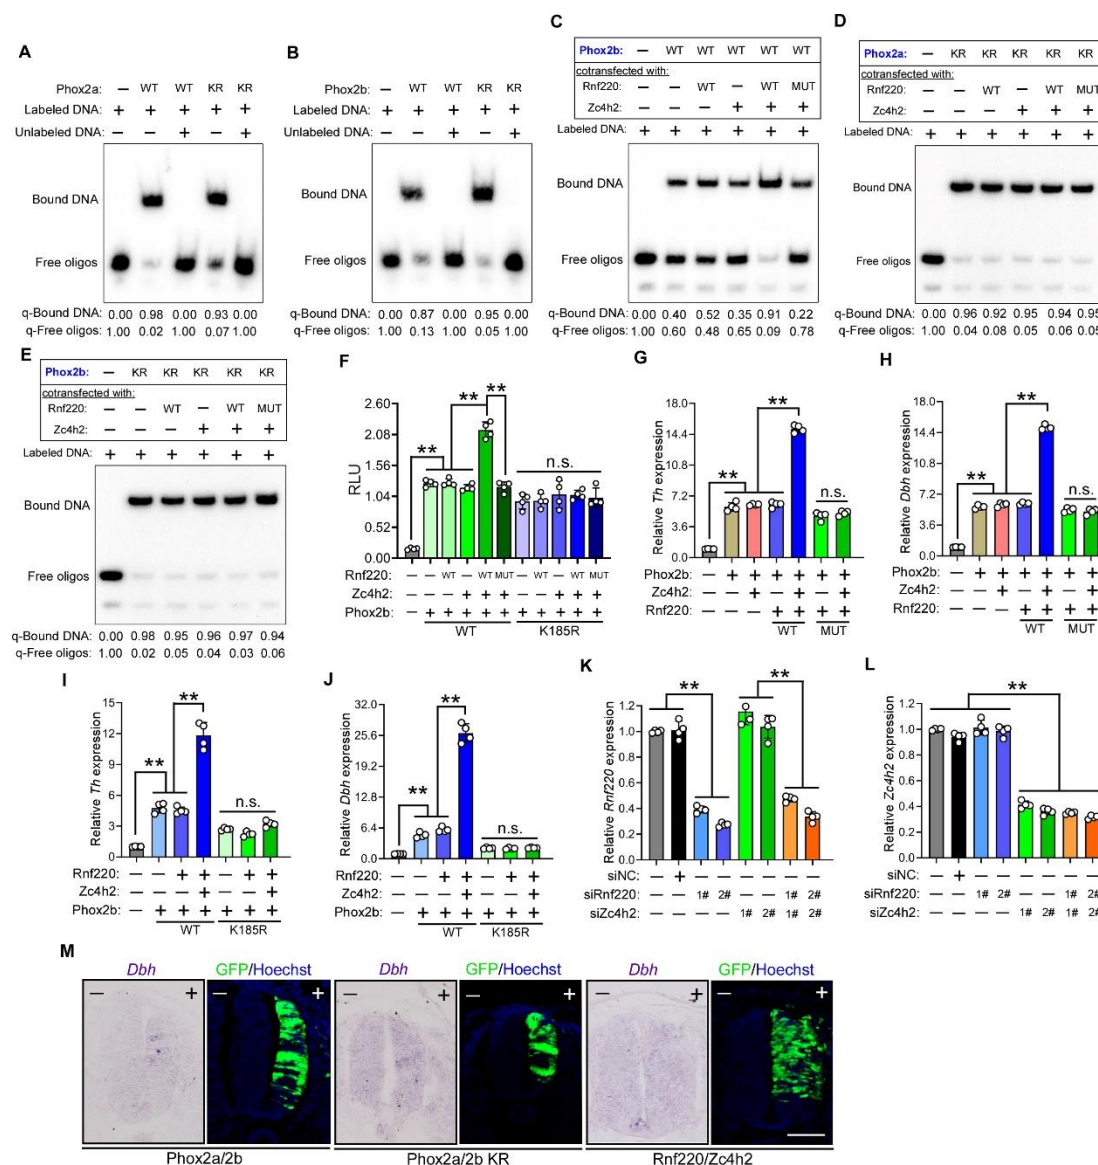 A
Phox2a: — WT WT KR KR
Labeled DNA: + + + + +
Unlabeled DNA: — — + — +
Bound DNA
Free oligos
q-Bound DNA: 0.00 0.98 0.00 0.93 0.00
q-Free oligos: 1.00 0.02 1.00 0.07 1.00
B
Phox2b: — WT WT KR KR
Labeled DNA: + + + + +
Unlabeled DNA: — — + — +
Bound DNA
Free oligos
q-Bound DNA: 0.00 0.87 0.00 0.95 0.00
q-Free oligos: 1.00 0.13 1.00 0.05 1.00
C
Phox2b: — WT WT WT WT WT
cotransfected with:
Rnf220: — — WT — WT MUT
Zc4h2: — — — + + +
Labeled DNA: + + + + + +
Bound DNA
Free oligos
q-Bound DNA: 0.00 0.40 0.52 0.35 0.91 0.22
q-Free oligos: 1.00 0.60 0.48 0.65 0.09 0.78
D
Phox2a: — KR KR KR KR KR
cotransfected with:
Rnf220: — — WT — WT MUT
Zc4h2: — — — + + +
Labeled DNA: + + + + + +
Bound DNA
Free oligos
q-Bound DNA: 0.00 0.96 0.92 0.95 0.94 0.95
q-Free oligos: 1.00 0.04 0.08 0.05 0.06 0.05
E
Phox2b: — KR KR KR KR KR
cotransfected with:
Rnf220: — — WT — WT MUT
Zc4h2: — — — + + +
Labeled DNA: + + + + + +
Bound DNA
Free oligos
q-Bound DNA: 0.00 0.98 0.95 0.96 0.97 0.94
q-Free oligos: 1.00 0.02 0.05 0.04 0.03 0.06
F
RLU
2.60
2.08
1.56
1.04
0.52
0.00
** ** **
n.s.
Rnf220: — — WT — WT MUT — WT — WT MUT
Zc4h2: — — — + + + — — + + +
Phox2b: — + + + + + + + + + +
WT K185R
G
Relative Th expression
18.0
14.4
10.8
7.2
3.6
0.0
** **
n.s.
Phox2b: — + + + + + +
Zc4h2: — — + — + — +
Rnf220: — — — + + + +
WT MUT
H
Relative Dbh expression
18.0
14.4
10.8
7.2
3.6
0.0
** **
n.s.
Phox2b: — + + + + + +
Zc4h2: — — + — + — +
Rnf220: — — — + + + +
WT MUT
I
Relative Th expression
15
12
9
6
3
0
** **
n.s.
Rnf220: — — + + — + +
Zc4h2: — — — + — — +
Phox2b: — + + + + + +
WT K185R
J
Relative Dbh expression
32.0
25.6
19.2
12.8
6.4
0.0
** **
n.s.
Rnf220: — — + + — + +
Zc4h2: — — — + — — +
Phox2b: — + + + + + +
WT K185R
K
Relative Rnf220 expression
1.2
1.0
0.8
0.6
0.4
0.2
0.0
** **
siNC: — + — — — — — —
siRnf220: — — 1# 2# — — 1# 2#
siZc4h2: — — — — 1# 2# 1# 2#
L
Relative Zc4h2 expression
1.2
1.0
0.8
0.6
0.4
0.2
0.0
**
siNC: — + — — — — — —
siRnf220: — — 1# 2# — — 1# 2#
siZc4h2: — — — — 1# 2# 1# 2#
M
Dbh GFP/Hoechst Dbh GFP/Hoechst Dbh GFP/Hoechst
— + — + — + — + — + — +
Phox2a/2b Phox2a/2b KR Rnf220/Zc4h2